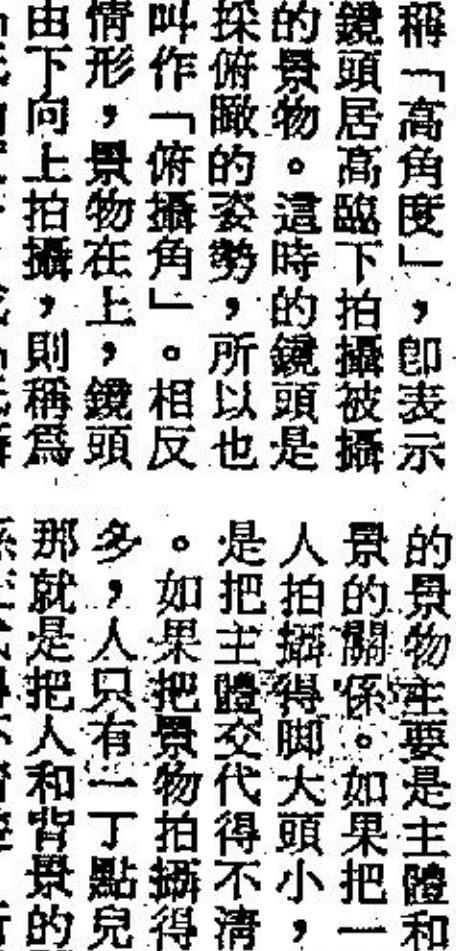 稱「高角度」，卽表示
鏡頭居高臨下拍攝被攝
的景物。這時的鏡頭是
採俯瞰的姿勢，所以也
叫作「俯攝角」。相反
情形，景物在上，鏡頭
由下向上拍攝，則稱爲
的景物主要是主體和
景的關係。如果把一
人拍攝得脚大頭小，
是把主體交代得不清
。如果把景物拍攝得
多，人只有一丁點兒
那就是把人和背景的